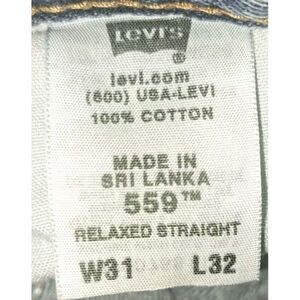 Levi's
®
levi.com
(800) USA-LEVI
100% COTTON
MADE IN
SRI LANKA
559™
RELAXED STRAIGHT
W31 L32